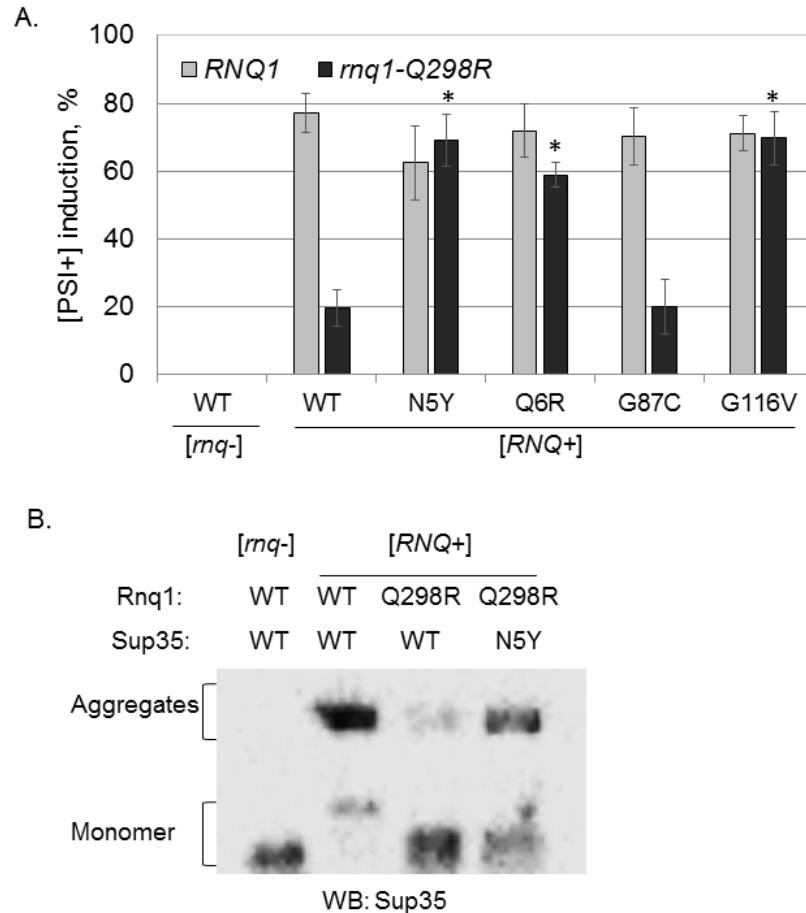 A.
100
80
60
40
20
0
[PSI+] induction, %
RNQ1 rnq1-Q298R
* * *
WT WT N5Y Q6R G87C G116V
[rnq-] [RNQ+]
B.
[rnq-] [RNQ+]
Rnq1: WT WT Q298R Q298R
Sup35: WT WT WT N5Y
Aggregates
Monomer
WB: Sup35